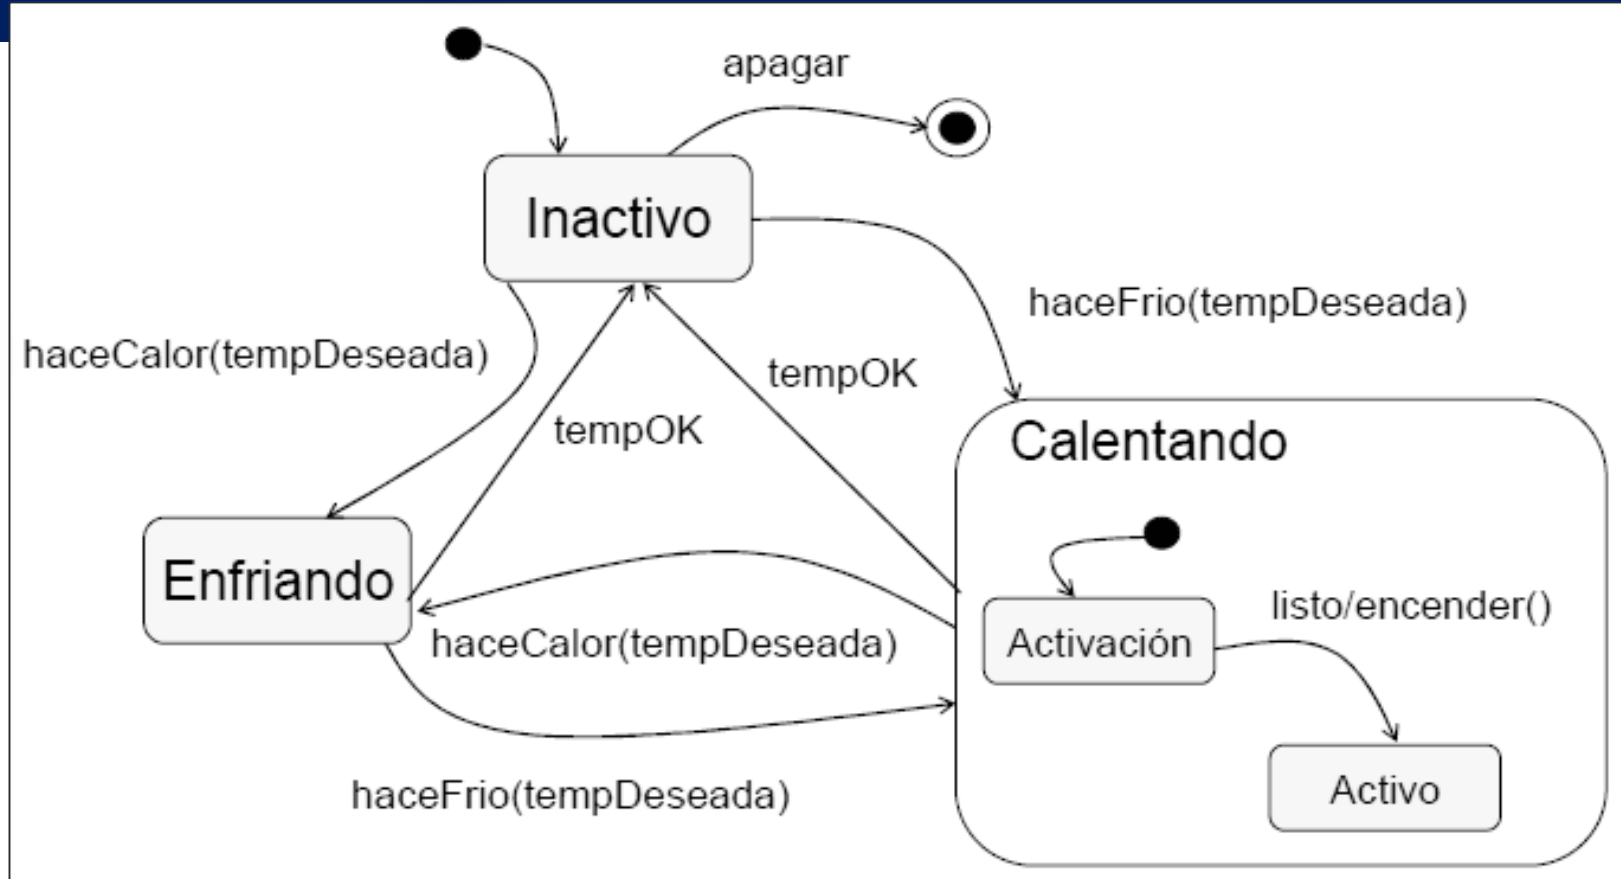 apagar
Inactivo
haceFrio(tempDeseada)
haceCalor(tempDeseada)
tempOK
tempOK
Calentando
Enfriando
haceCalor(tempDeseada)
listo/encender()
Activación
Activo
haceFrio(tempDeseada)